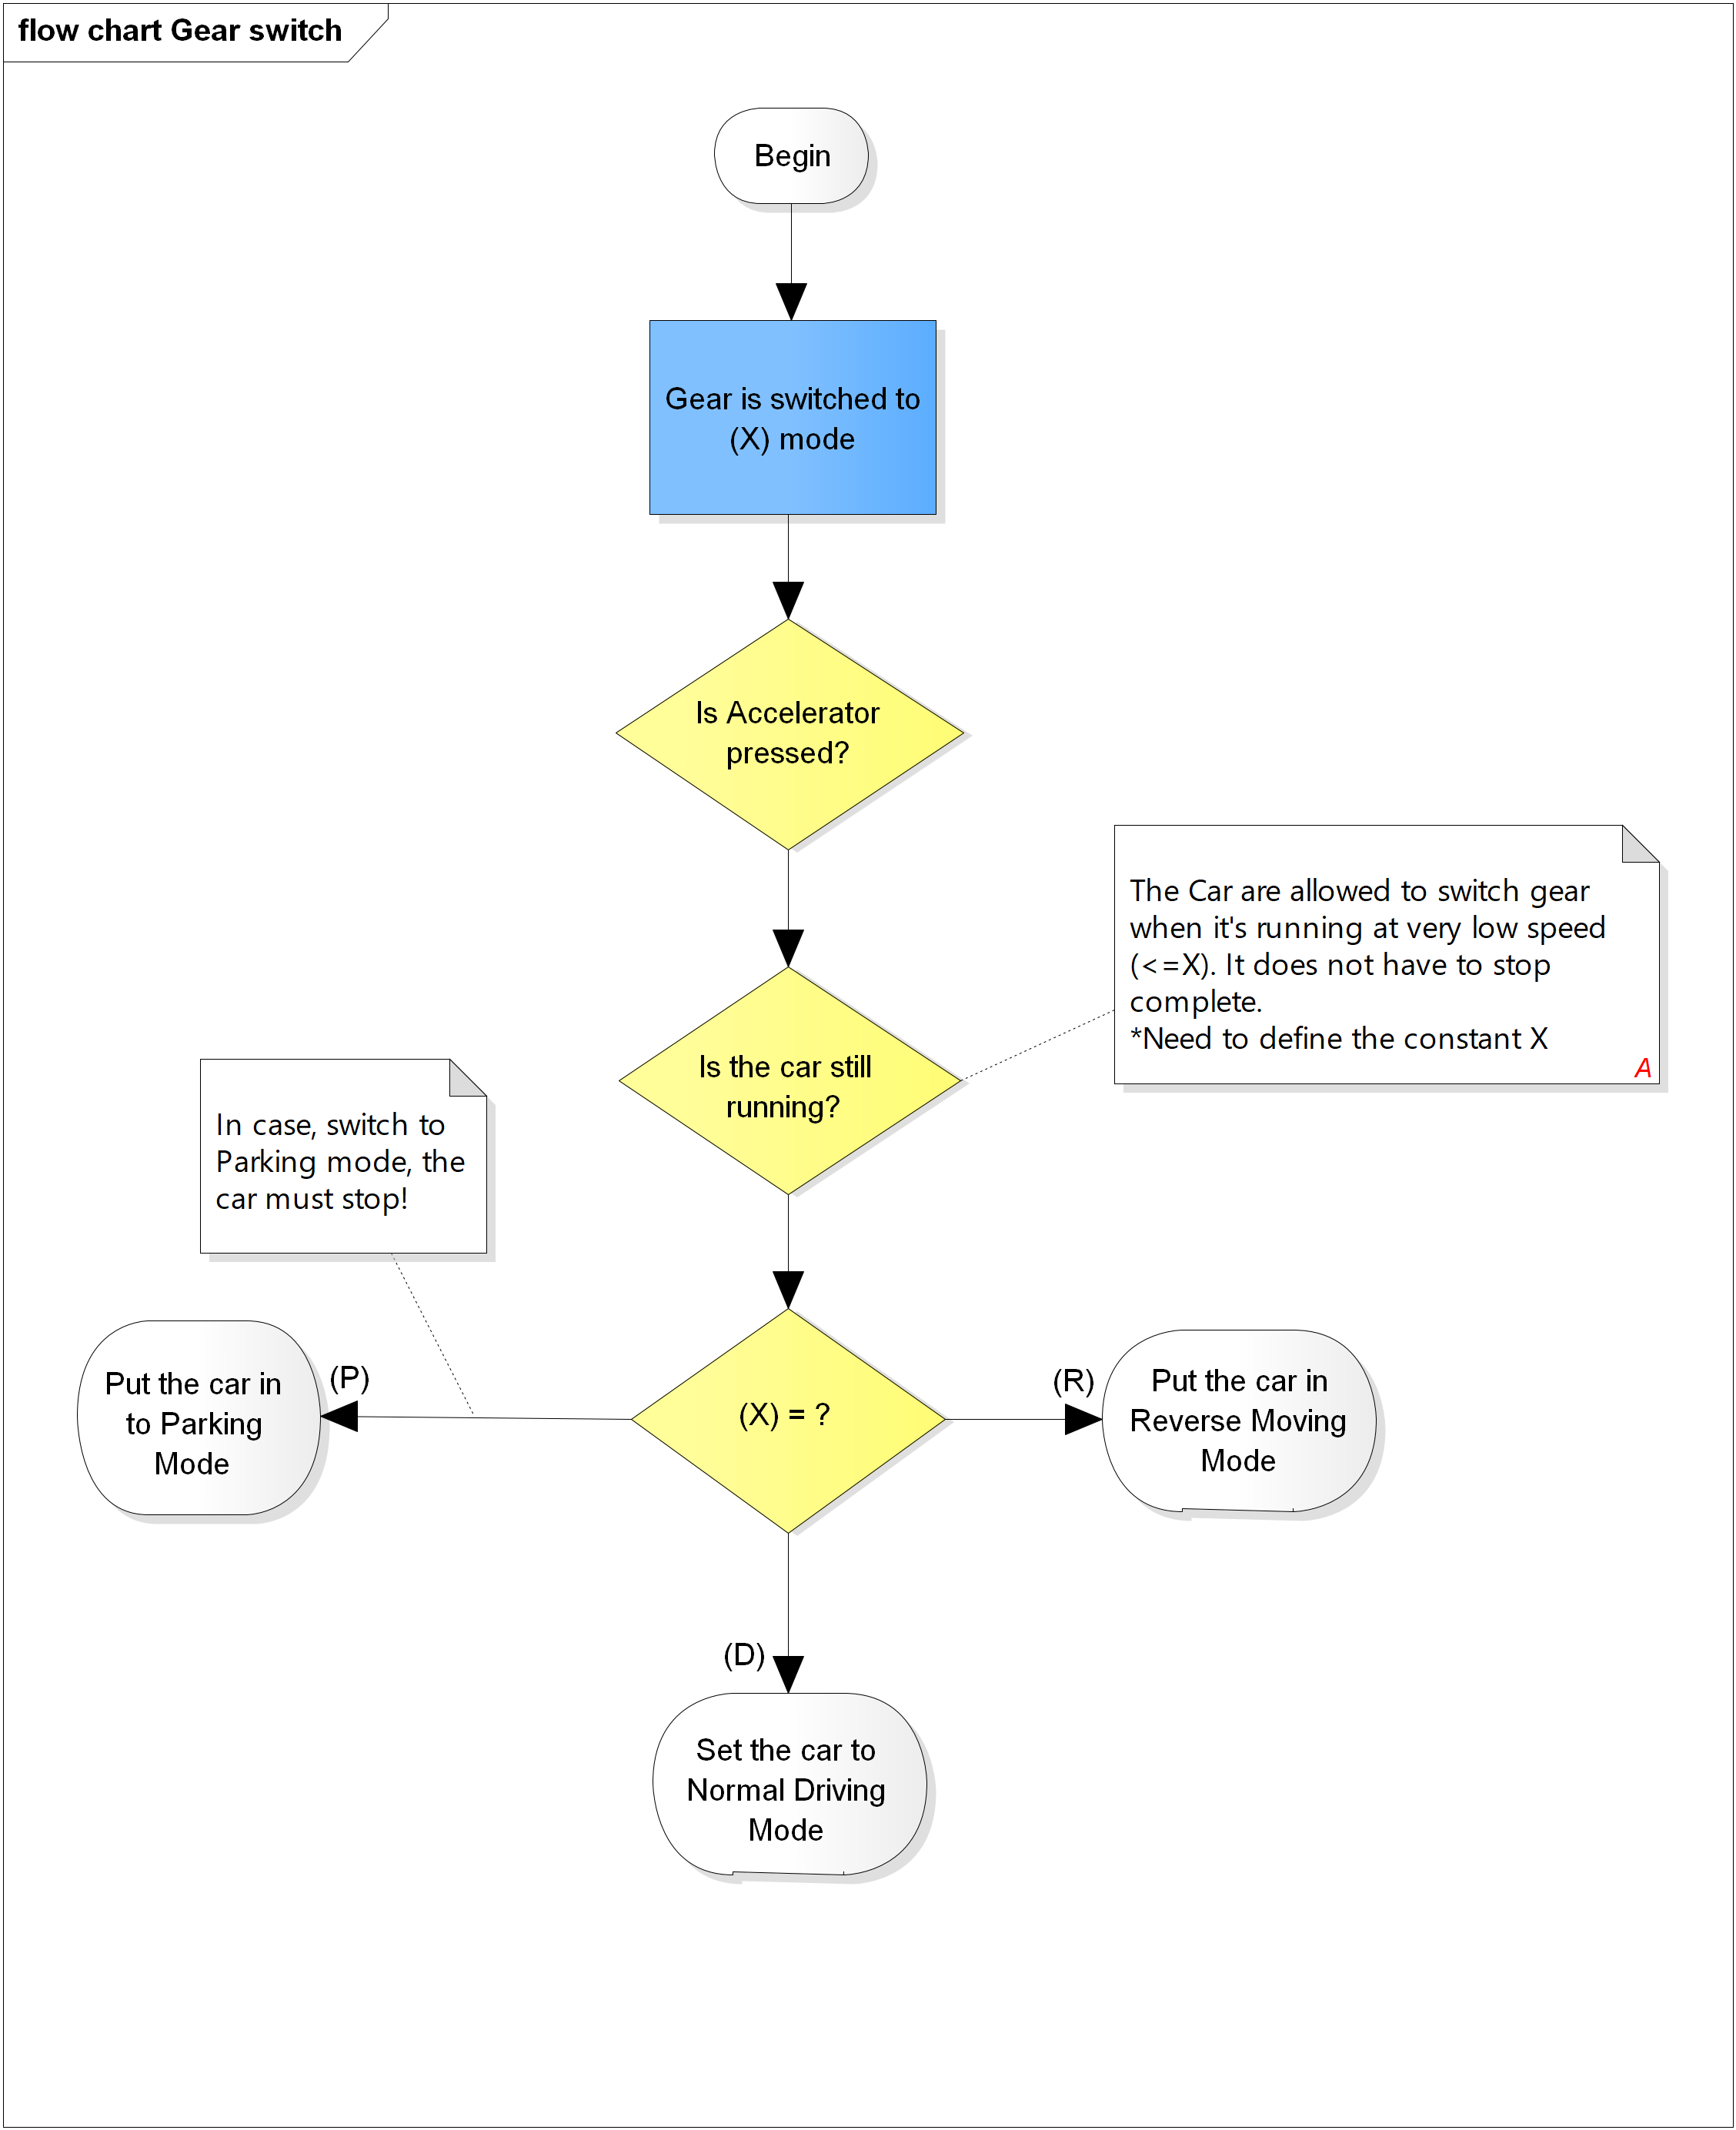 flow chart Gear switch
Begin
Gear is switched to
(X) mode
Is Accelerator
pressed?
The Car are allowed to switch gear
when it's running at very low speed
(<=X). It does not have to stop
complete.
*Need to define the constant X
A
Is the car still
running?
In case, switch to
Parking mode, the
car must stop!
Put the car in
to Parking
Mode
(P)
(X) = ?
(R)
Put the car in
Reverse Moving
Mode
(D)
Set the car to
Normal Driving
Mode